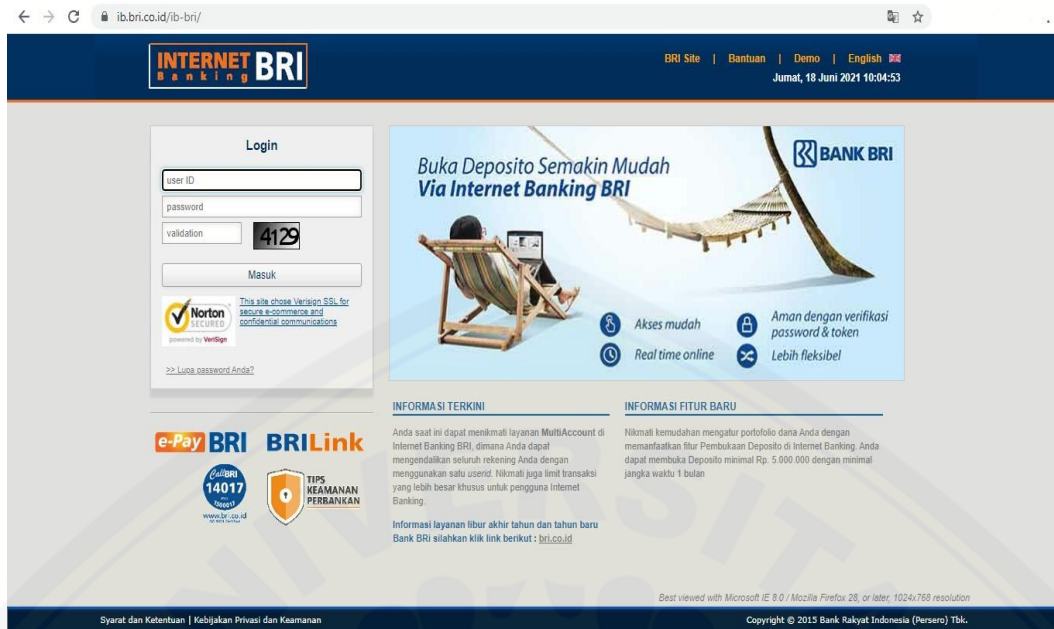 ib.bri.co.id/ib-bri/
INTERNET
Banking
BRI
BRI Site | Bantuan | Demo | English
Jumat, 18 Juni 2021 10:04:53
Login
user ID
password
validation
4129
Masuk
Norton
SECURED
powered by VeriSign
This site chose Verisign SSL for
secure e-commerce and
confidential communications
>> Lupa password Anda?
Buka Deposito Semakin Mudah
Via Internet Banking BRI
BANK BRI
Akses mudah
Aman dengan verifikasi
password & token
Real time online
Lebih fleksibel
e-Pay BRI
BRILink
CallBRI
14017
1500017
www.bri.co.id
TIPS
KEAMANAN
PERBANKAN
INFORMASI TERKINI
Anda saat ini dapat menikmati layanan MultiAccount di
Internet Banking BRI, dimana Anda dapat
mengendalikan seluruh rekening Anda dengan
menggunakan satu userid. Nikmati juga limit transaksi
yang lebih besar khusus untuk pengguna Internet
Banking.
Informasi layanan libur akhir tahun dan tahun baru
Bank BRI silahkan klik link berikut : bri.co.id
INFORMASI FITUR BARU
Nikmati kemudahan mengatur portofolio dana Anda dengan
memanfaatkan fitur Pembukaan Deposito di Internet Banking. Anda
dapat membuka Deposito minimal Rp. 5.000.000 dengan minimal
jangka waktu 1 bulan
Best viewed with Microsoft IE 8.0 / Mozilla Firefox 28, or later, 1024x768 resolution
Syarat dan Ketentuan | Kebijakan Privasi dan Keamanan
Copyright © 2015 Bank Rakyat Indonesia (Persero) Tbk.